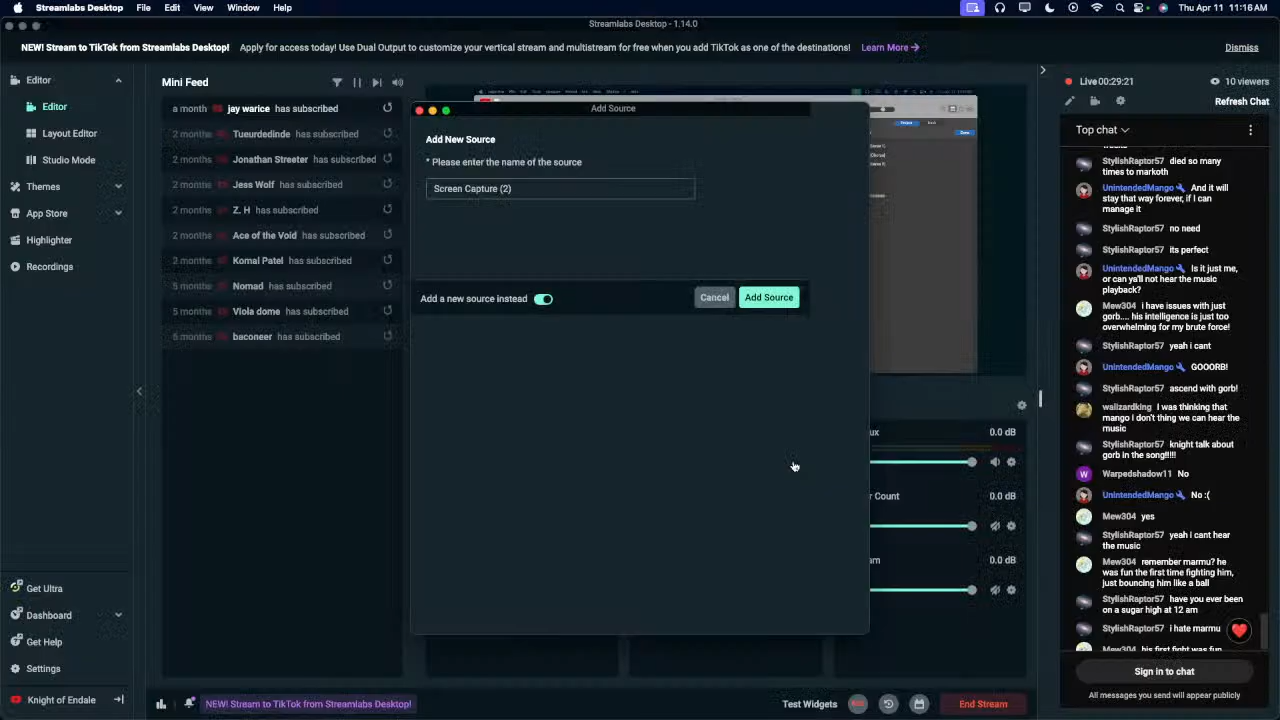 Streamlabs Desktop File Edit View Window Help
Thu Apr 11 11:16 AM
Streamlabs Desktop - 1.14.0
NEW! Stream to TikTok from Streamlabs Desktop! Apply for access today! Use Dual Output to customize your vertical stream and multistream for free when you add TikTok as one of the destinations! Learn More → Dismiss
Editor
Editor
Layout Editor
Studio Mode
Themes
App Store
Highlighter
Recordings
Get Ultra
Dashboard
Get Help
Settings
Knight of Endale
Mini Feed
a month jay warice has subscribed
2 months Tueurdedinde has subscribed
2 months Jonathan Streeter has subscribed
2 months Jess Wolf has subscribed
2 months Z. H has subscribed
2 months Ace of the Void has subscribed
2 months Komal Patel has subscribed
5 months Nomad has subscribed
5 months Viola dome has subscribed
5 months baconeer has subscribed
Add Source
Add New Source
* Please enter the name of the source
Screen Capture (2)
Add a new source instead
Cancel
Add Source
ux 0.0 dB
r Count 0.0 dB
am 0.0 dB
NEW! Stream to TikTok from Streamlabs Desktop!
Test Widgets
REC
End Stream
Live 00:29:21
10 viewers
Refresh Chat
Top chat
StylishRaptor57 died so many
times to markoth
UnintendedMango And it will
stay that way forever, if I can
manage it
StylishRaptor57 no need
StylishRaptor57 its perfect
UnintendedMango Is it just me,
or can ya'll not hear the music
playback?
Mew304 i have issues with just
gorb.... his intelligence is just too
overwhelming for my brute force!
StylishRaptor57 yeah i cant
UnintendedMango GOOORB!
StylishRaptor57 ascend with gorb!
walizardking I was thinking that
mango I don't thing we can hear the
music
StylishRaptor57 knight talk about
gorb in the song!!!!!
W Warpedshadow11 No
UnintendedMango No :(
Mew304 yes
StylishRaptor57 yeah i cant hear
the music
Mew304 remember marmu? he
was fun the first time fighting him,
just bouncing him like a ball
StylishRaptor57 have you ever been
on a sugar high at 12 am
StylishRaptor57 i hate marmu
Mew304 his first fight was fun
Sign in to chat
All messages you send will appear publicly